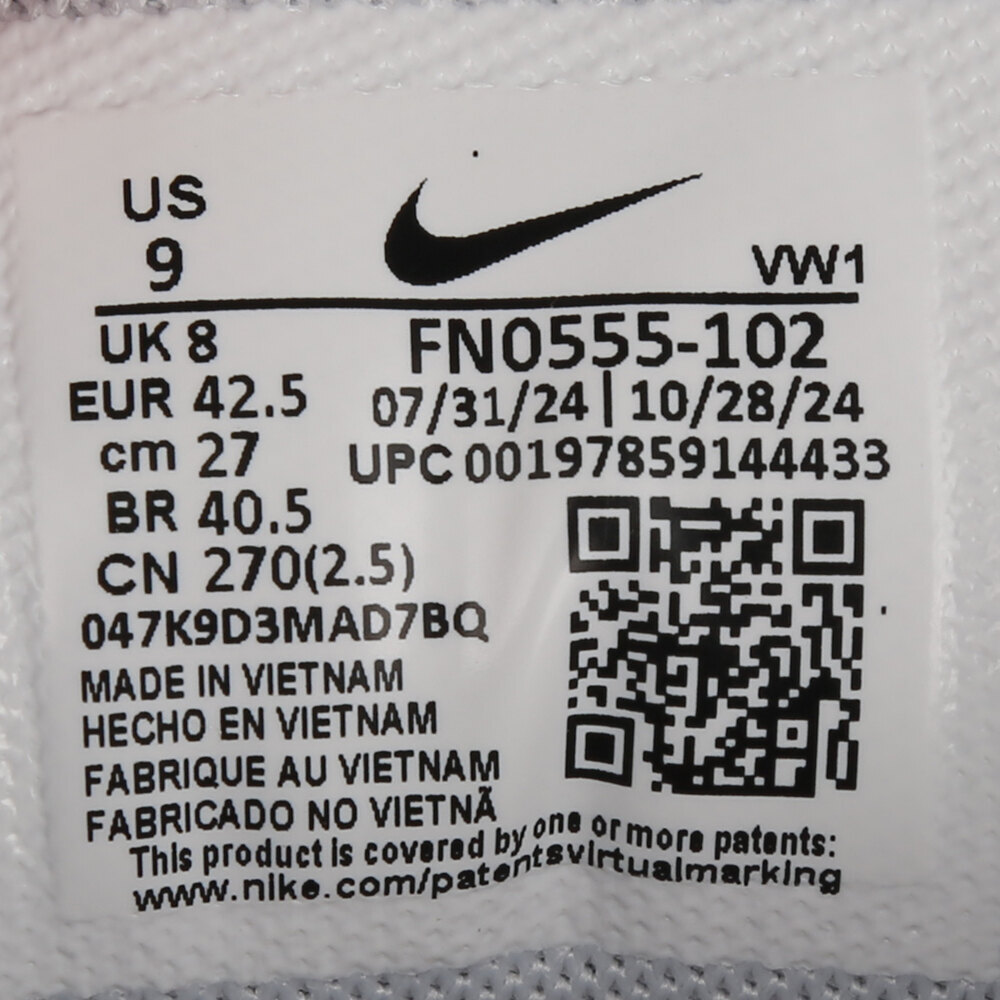 US
9
VW1
UK 8
FN0555-102
EUR 42.5
07/31/24 | 10/28/24
cm 27
UPC 00197859144433
BR 40.5
CN 270(2.5)
047K9D3MAD7BQ
MADE IN VIETNAM
HECHO EN VIETNAM
FABRIQUE AU VIETNAM
FABRICADO NO VIETNÃ
This product is covered by one or more patents:
www.nike.com/patentsvirtualmarking